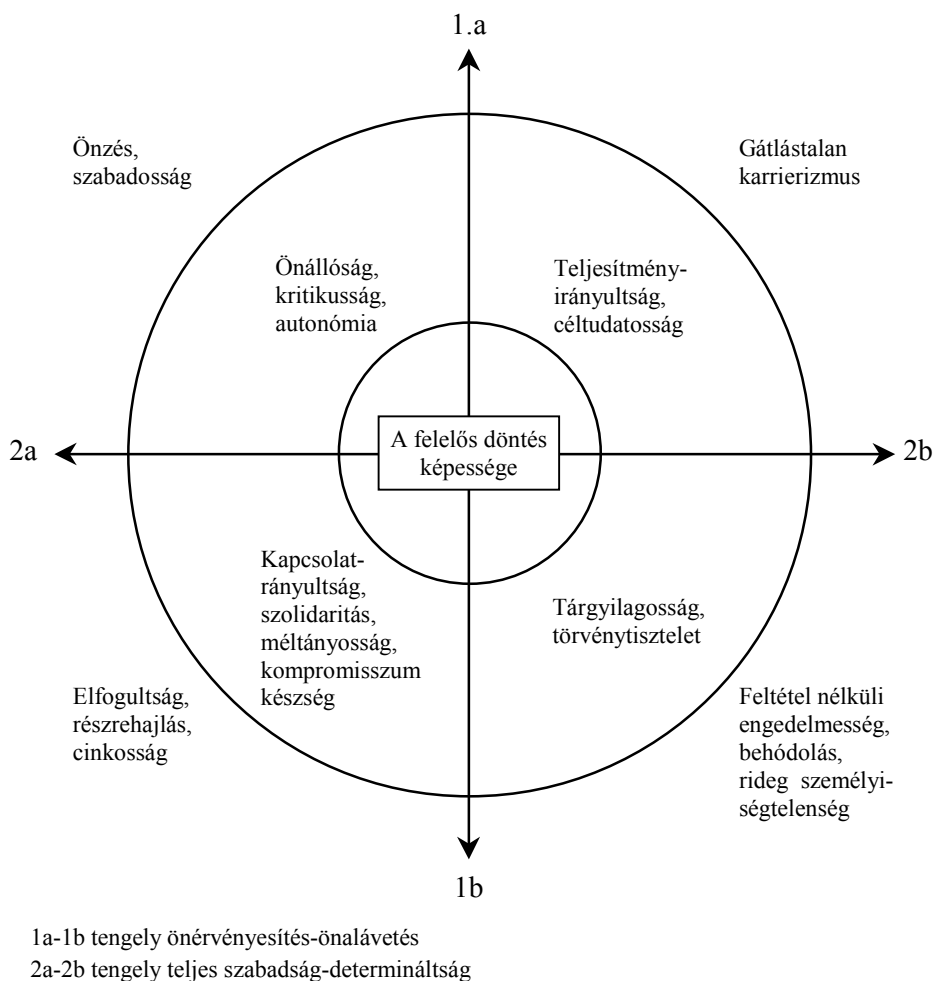 1.a
Önzés,
szabadosság
Gátlástalan
karrierizmus
Önállóság,
kritikusság,
autonómia
Teljesítmény-
irányultság,
céltudatosság
2a
A felelős döntés
képessége
2b
Kapcsolat-
rányultság,
szolidaritás,
méltányosság,
kompromisszum
készség
Tárgyilagosság,
törvénytisztelet
Elfogultság,
részrehajlás,
cinkosság
Feltétel nélküli
engedelmesség,
behódolás,
rideg személyi-
ségtelenség
1b
1a-1b tengely önérvényesítés-önalávetés
2a-2b tengely teljes szabadság-determináltság